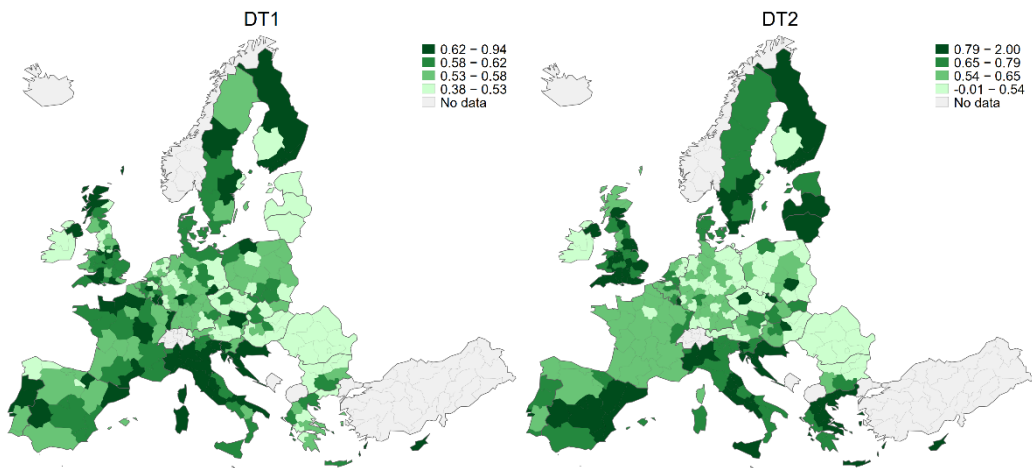 DT1
0.62 – 0.94
0.58 – 0.62
0.53 – 0.58
0.38 – 0.53
No data
DT2
0.79 – 2.00
0.65 – 0.79
0.54 – 0.65
-0.01 – 0.54
No data